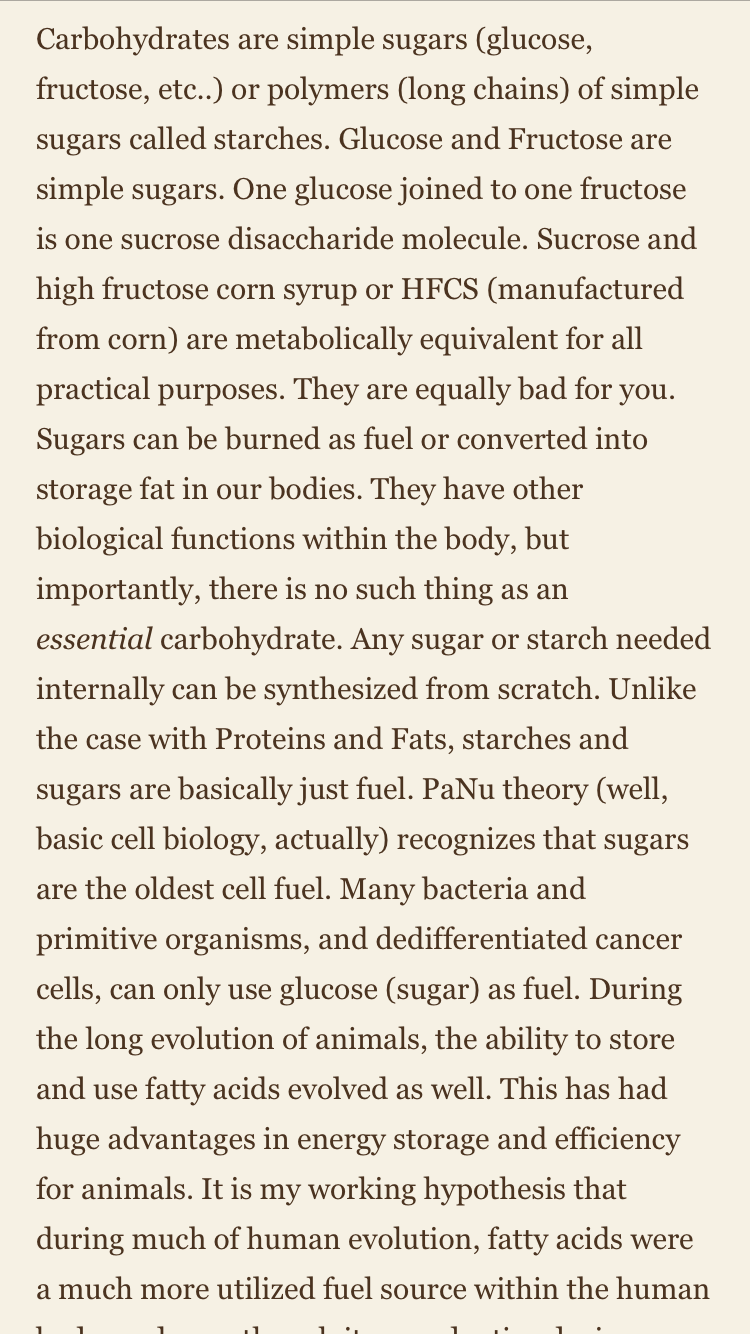 Carbohydrates are simple sugars (glucose,
fructose, etc..) or polymers (long chains) of simple
sugars called starches. Glucose and Fructose are
simple sugars. One glucose joined to one fructose
is one sucrose disaccharide molecule. Sucrose and
high fructose corn syrup or HFCS (manufactured
from corn) are metabolically equivalent for all
practical purposes. They are equally bad for you.
Sugars can be burned as fuel or converted into
storage fat in our bodies. They have other
biological functions within the body, but
importantly, there is no such thing as an
essential carbohydrate. Any sugar or starch needed
internally can be synthesized from scratch. Unlike
the case with Proteins and Fats, starches and
sugars are basically just fuel. PaNu theory (well,
basic cell biology, actually) recognizes that sugars
are the oldest cell fuel. Many bacteria and
primitive organisms, and dedifferentiated cancer
cells, can only use glucose (sugar) as fuel. During
the long evolution of animals, the ability to store
and use fatty acids evolved as well. This has had
huge advantages in energy storage and efficiency
for animals. It is my working hypothesis that
during much of human evolution, fatty acids were
a much more utilized fuel source within the human